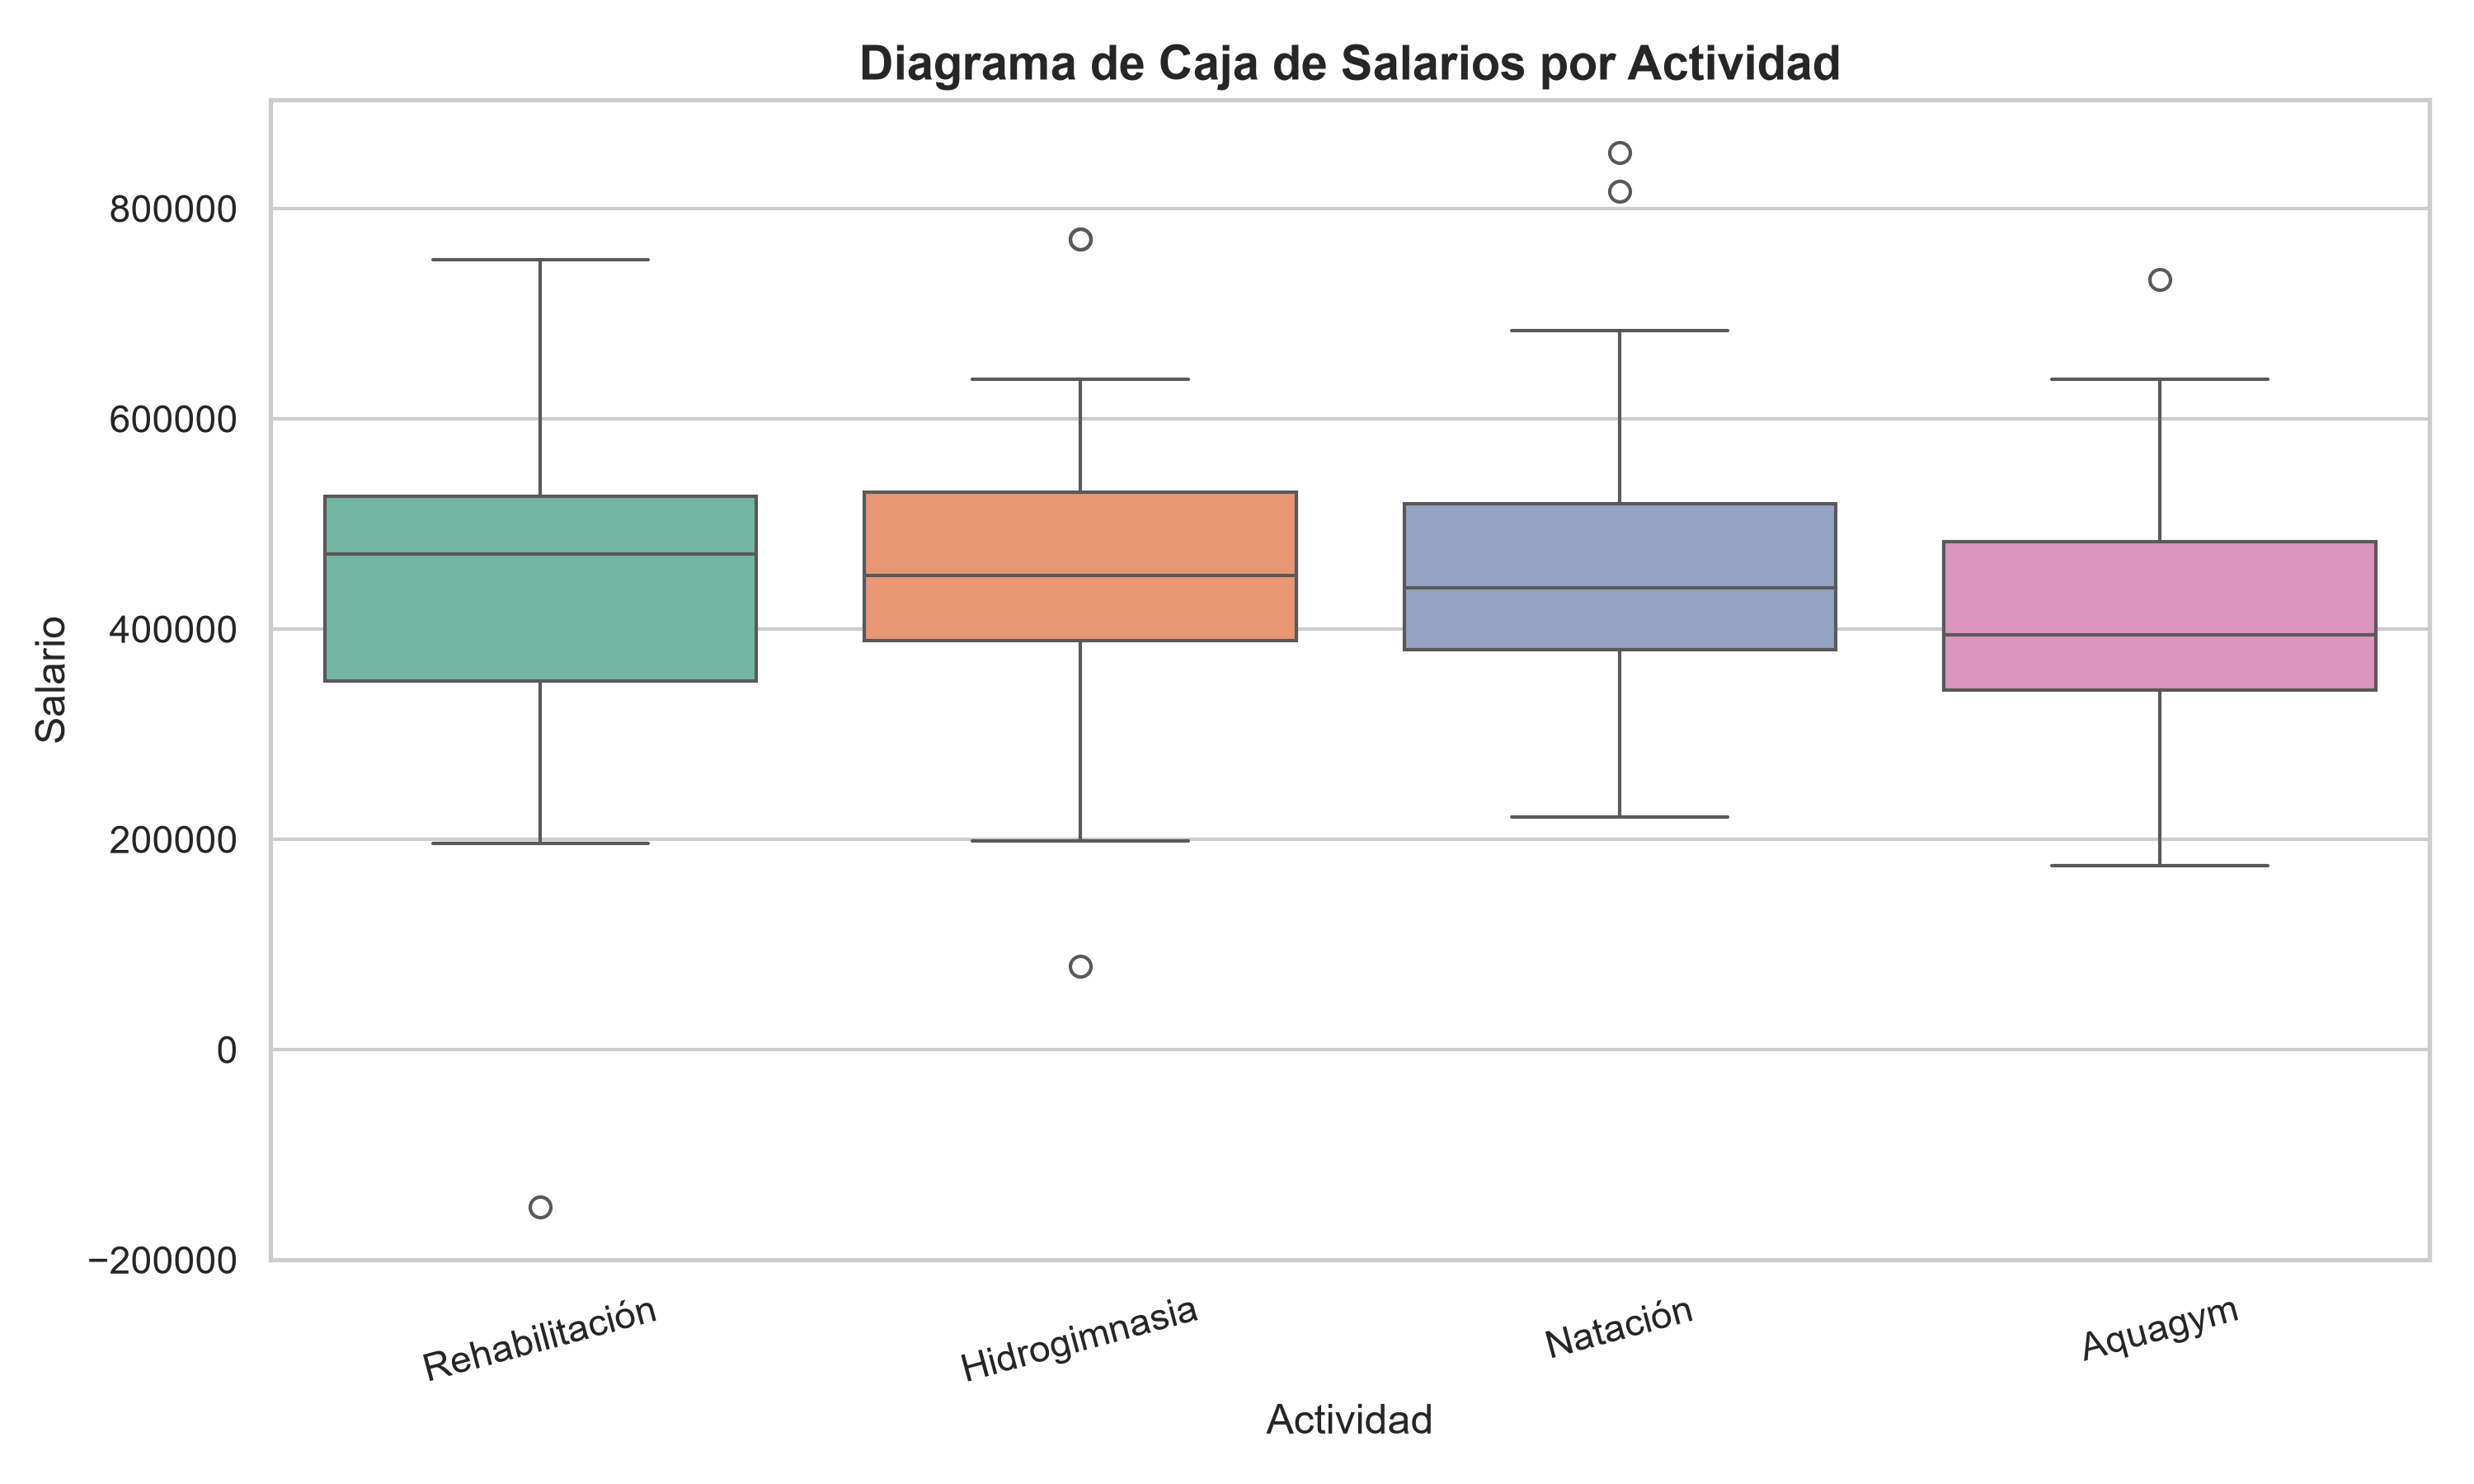 Diagrama de Caja de Salarios por Actividad
Salario
800000
600000
400000
200000
0
−200000
Rehabilitación
Hidrogimnasia
Natación
Aquagym
Actividad